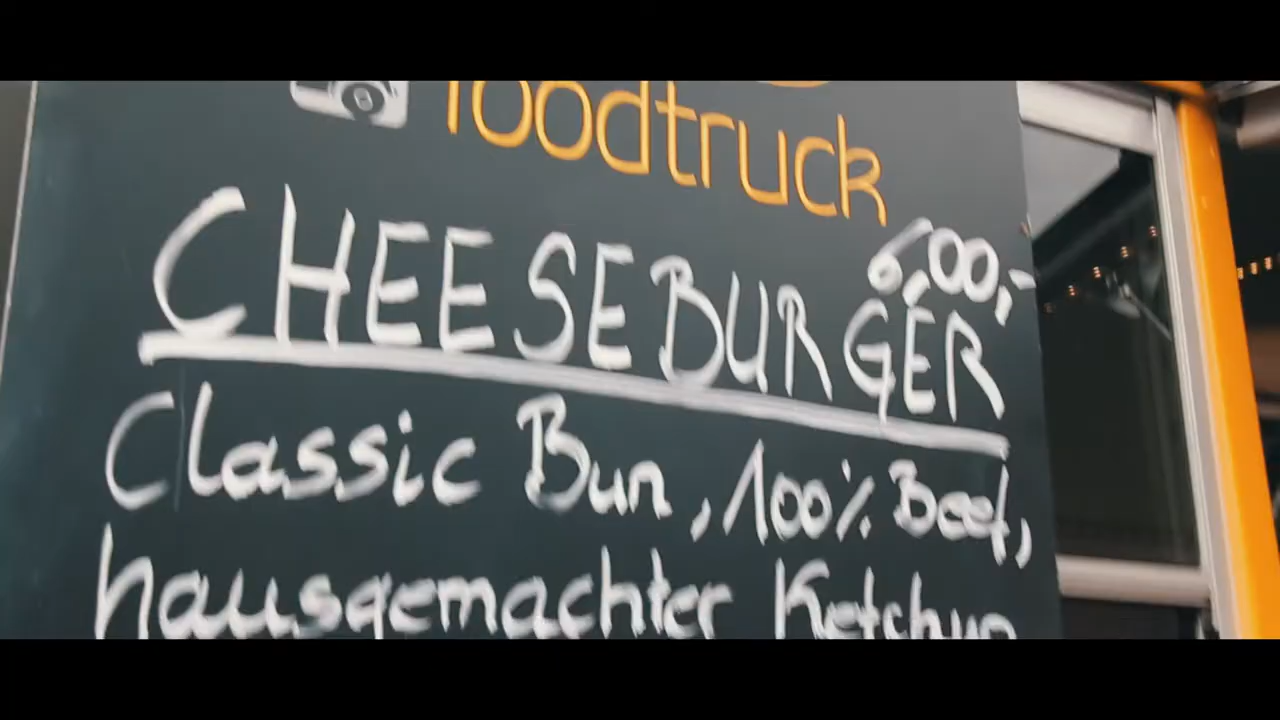 foodtruck
CHEESEBURGER 6,00,-
Classic Bun, 100% Beef,
hausgemachter Ketchup